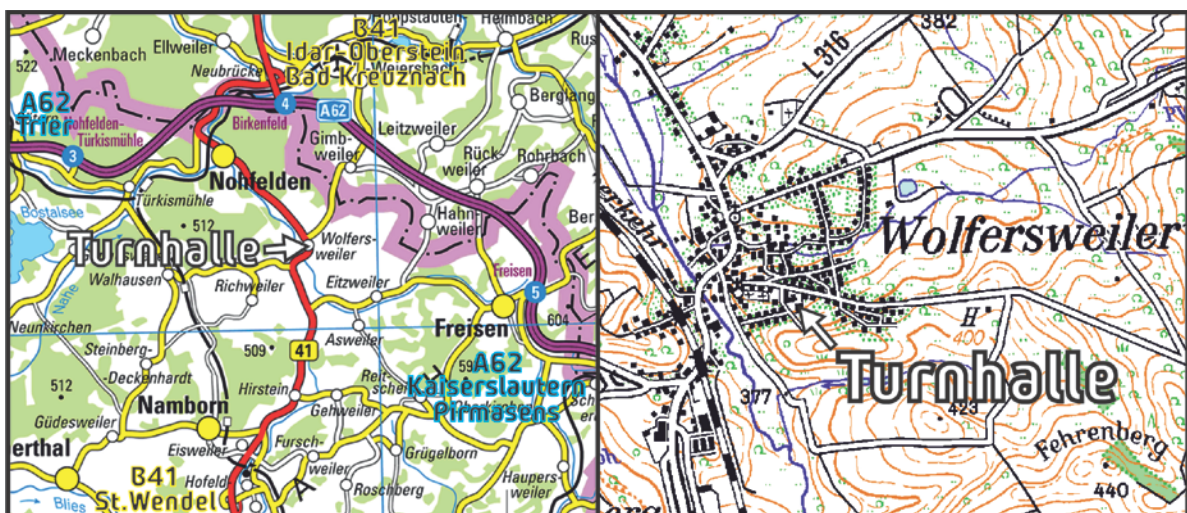 Meckenbach
522
Ellweiler
Neubrücke
B41
Idar-Oberstein
Bad-Kreuznach
Heimbach
A62
Trier
Nohfelden-
Türkismühle
3
4
Birkenfeld
A62
Gimb-
weiler
Leitzweiler
Berglang
Rück-
weiler
Rohrbach
Nohfelden
Türkismühle
Bostalsee
512
Hahn-
weiler
Ber
Turnhalle
Wolfers-
weiler
Walhausen
Richweiler
Eitzweiler
Freisen
5
Nahe
Neunkirchen
Freisen
604
Asweiler
Steinberg-
-Deckenhardt
509
41
A62
Kaiserslautern
Pirmasens
512
Hirstein
Reit-
Gehweiler
Namborn
Güdesweiler
erthal
Eisweiler
Fursch-
weiler
Grügelborn
B41
St.Wendel
Hofeld-
A
Roschberg
Haupers-
weiler
Blies
382
L 316
Wolfersweiler
H
400
Turnhalle
377
423
Fehrenberg
440